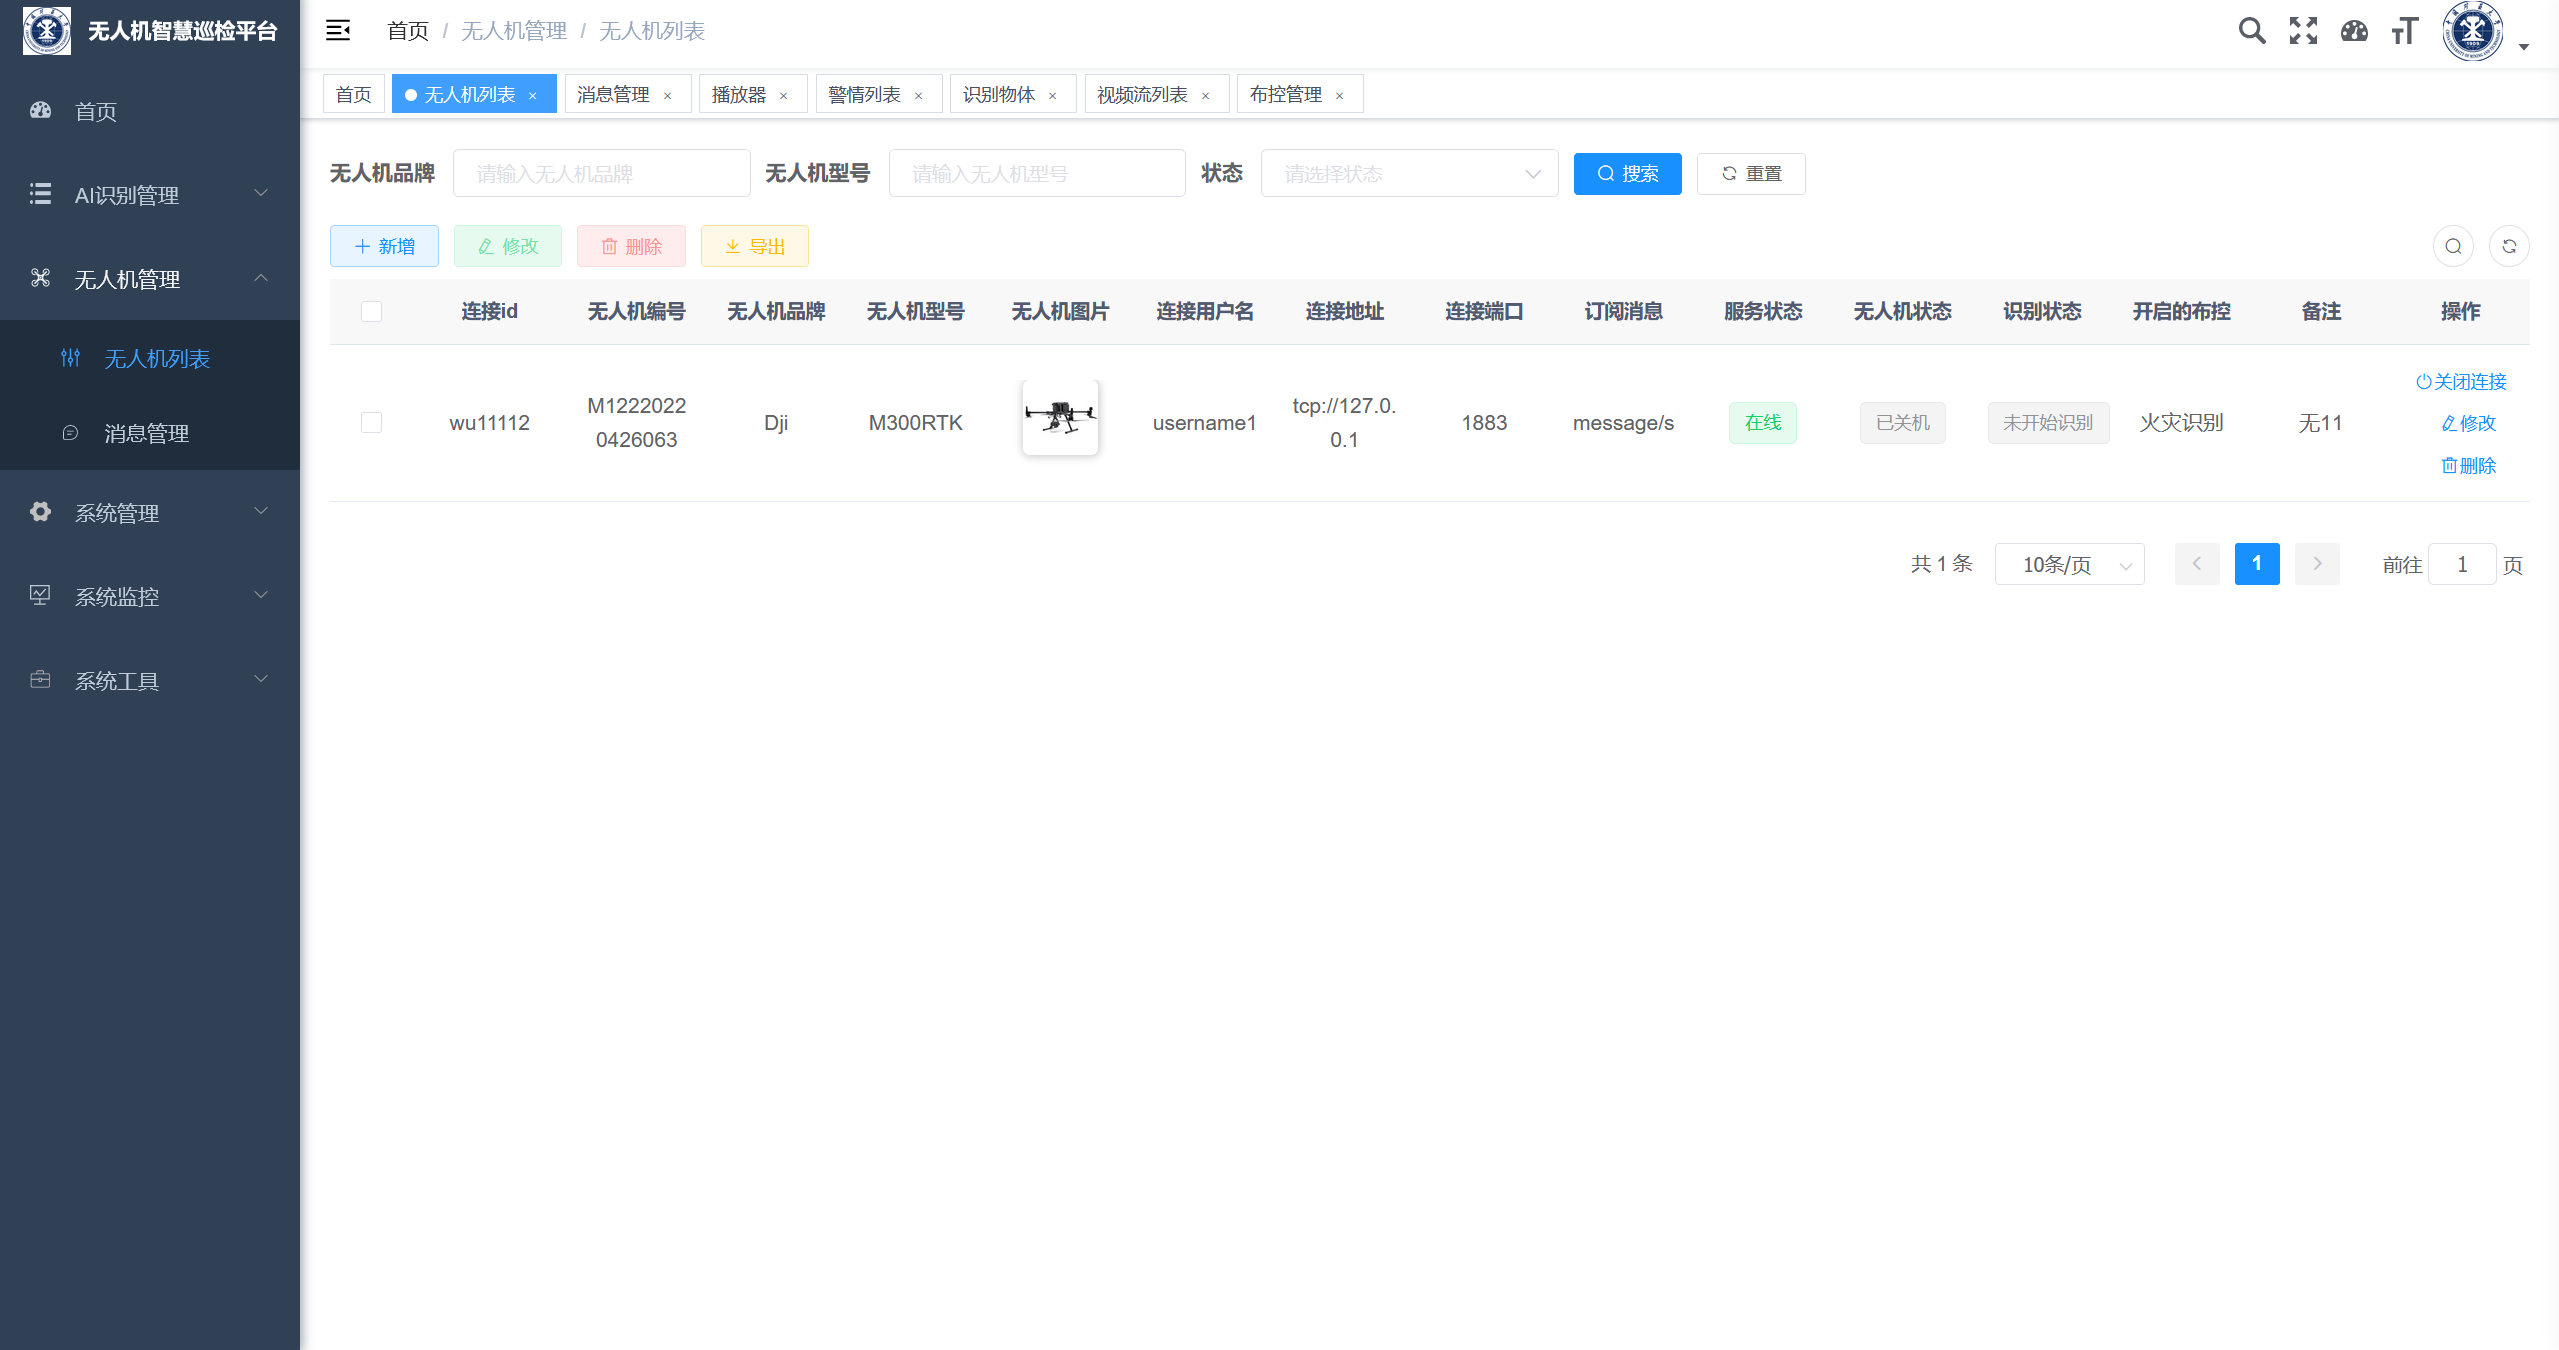 无人机智慧巡检平台
首页 / 无人机管理 / 无人机列表
首页
AI识别管理
无人机管理
无人机列表
消息管理
系统管理
系统监控
系统工具
首页 无人机列表 × 消息管理 × 播放器 × 警情列表 × 识别物体 × 视频流列表 × 布控管理 ×
无人机品牌 请输入无人机品牌 无人机型号 请输入无人机型号 状态 请选择状态 搜索 重置
新增 修改 删除 导出
连接id 无人机编号 无人机品牌 无人机型号 无人机图片 连接用户名 连接地址 连接端口 订阅消息 服务状态 无人机状态 识别状态 开启的布控 备注 操作
wu11112 M1222022 0426063 Dji M300RTK username1 tcp://127.0. 0.1 1883 message/s 在线 已关机 未开始识别 火灾识别 无11
关闭连接
修改
删除
共 1 条 10条/页 1 前往 1 页